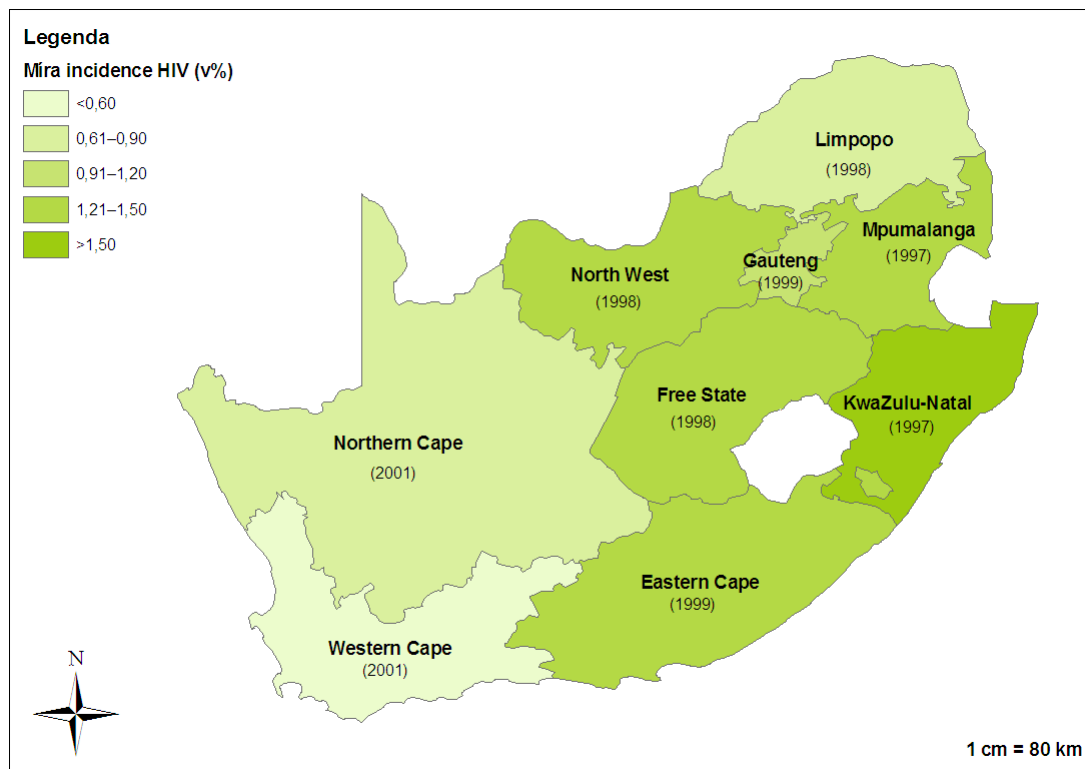 Legenda
Míra incidence HIV (v%)
<0,60
0,61–0,90
0,91–1,20
1,21–1,50
>1,50
Limpopo
(1998)
Mpumalanga
(1997)
Gauteng
(1999)
North West
(1998)
Free State
(1998)
KwaZulu-Natal
(1997)
Northern Cape
(2001)
Eastern Cape
(1999)
Western Cape
(2001)
N
1 cm = 80 km